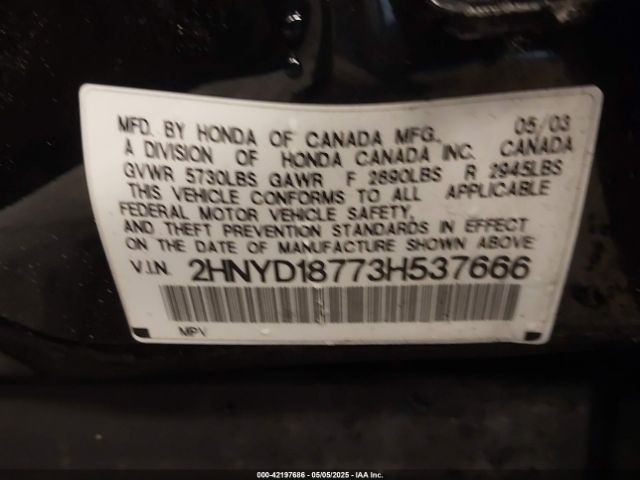 MFD. BY HONDA OF CANADA MFG., 05/03
A DIVISION OF HONDA CANADA INC. CANADA
GVWR 5730LBS GAWR F 2890LBS R 2945LBS
THIS VEHICLE CONFORMS TO ALL APPLICABLE
FEDERAL MOTOR VEHICLE SAFETY,
AND THEFT PREVENTION STANDARDS IN EFFECT
ON THE DATE OF MANUFACTURE SHOWN ABOVE
V.I.N. 2HNYD18773H537666
MPV
000-42197686 - 05/05/2025 - IAA Inc.